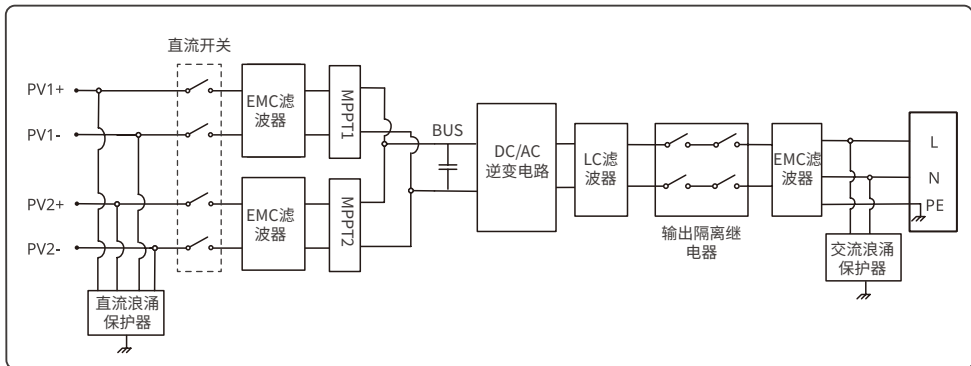 直流开关
PV1+
PV1-
PV2+
PV2-
EMC滤
波器
MPPT1
EMC滤
波器
MPPT2
直流浪涌
保护器
BUS
DC/AC
逆变电路
LC滤
波器
输出隔离继
电器
EMC滤
波器
L
N
PE
交流浪涌
保护器